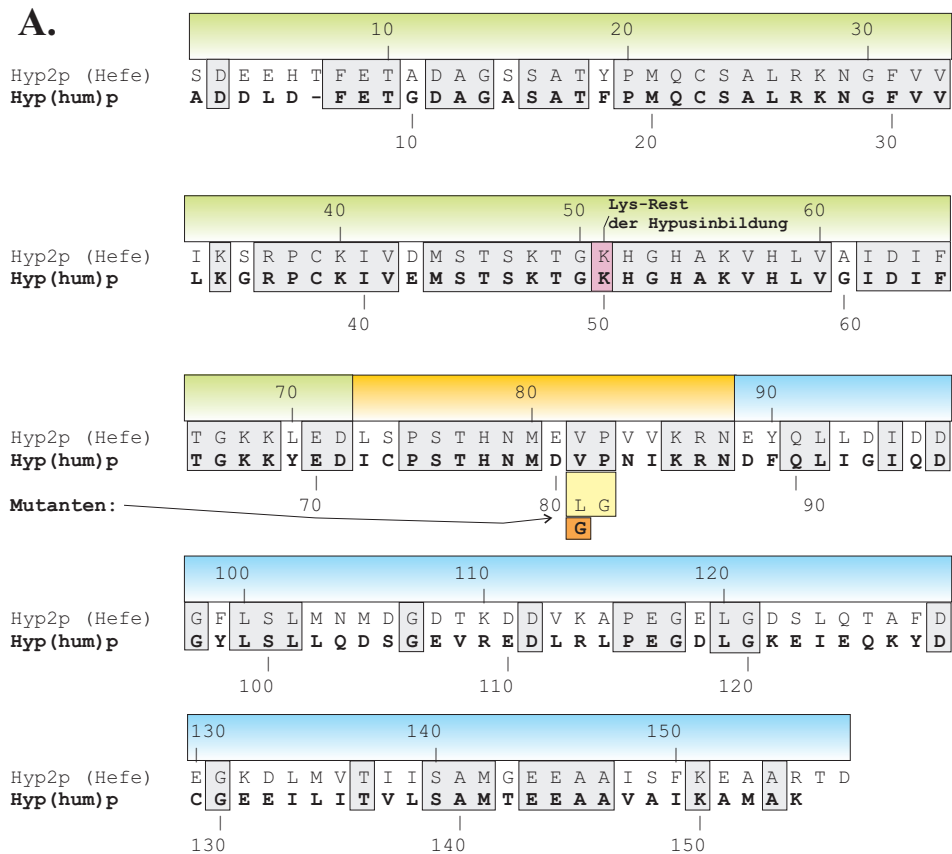 A.
10 20 30
Hyp2p (Hefe) S D E E H T F E T A D A G S S A T Y P M Q C S A L R K N G F V V
Hyp(hum)p A D D L D - F E T G D A G A S A T F P M Q C S A L R K N G F V V
10 20 30
40 50 Lys-Rest 60
der Hypusinbildung
Hyp2p (Hefe) I K S R P C K I V D M S T S K T G K H G H A K V H L V A I D I F
Hyp(hum)p L K G R P C K I V E M S T S K T G K H G H A K V H L V G I D I F
40 50 60
70 80 90
Hyp2p (Hefe) T G K K L E D L S P S T H N M E V P V V K R N E Y Q L L D I D D
Hyp(hum)p T G K K Y E D I C P S T H N M D V P N I K R N D F Q L I G I Q D
Mutanten: 70 80 L G 90
G
100 110 120
Hyp2p (Hefe) G F L S L M N M D G D T K D D V K A P E G E L G D S L Q T A F D
Hyp(hum)p G Y L S L L Q D S G E V R E D L R L P E G D L G K E I E Q K Y D
100 110 120
130 140 150
Hyp2p (Hefe) E G K D L M V T I I S A M G E E A A I S F K E A A R T D
Hyp(hum)p C G E E I L I T V L S A M T E E A A V A I K A M A K
130 140 150